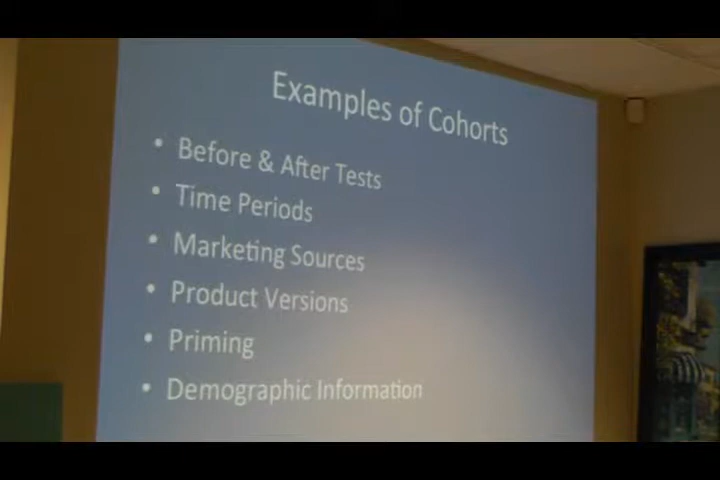 Examples of Cohorts
• Before & After Tests
• Time Periods
• Marketing Sources
• Product Versions
• Priming
• Demographic Information